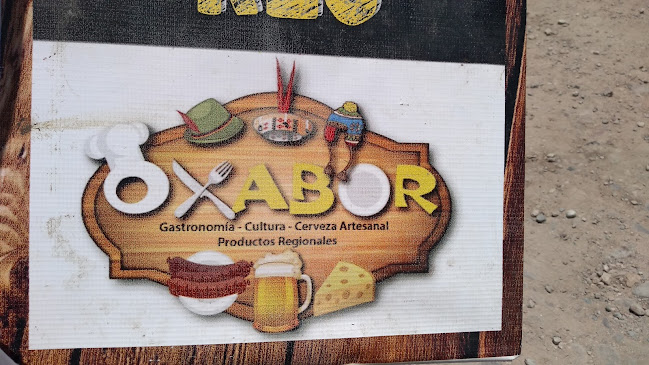 OXABOR
Gastronomía - Cultura - Cerveza Artesanal
Productos Regionales